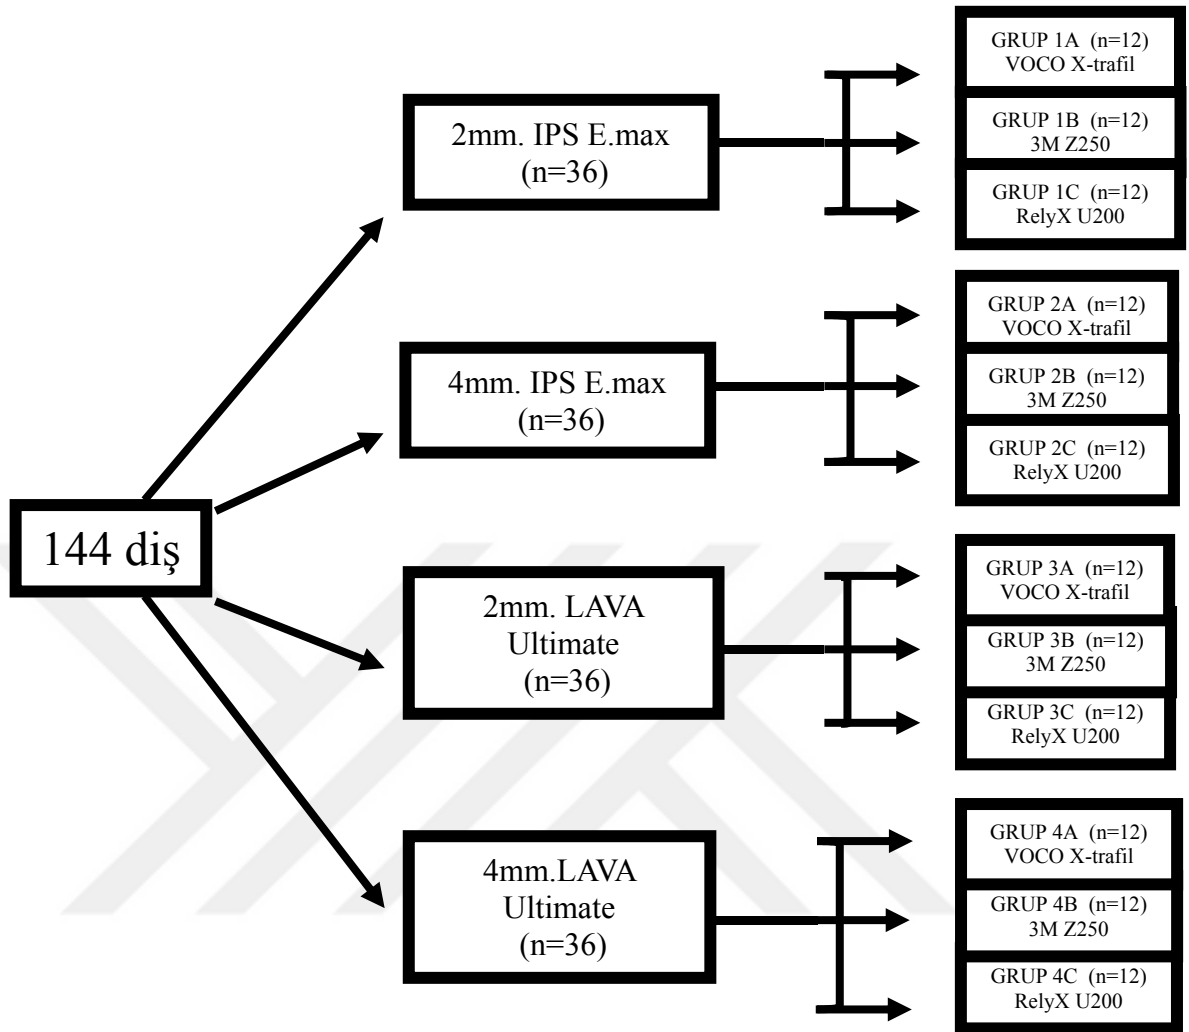 144 diş
2mm. IPS E.max
(n=36)
GRUP 1A (n=12)
VOCO X-trafil
GRUP 1B (n=12)
3M Z250
GRUP 1C (n=12)
RelyX U200
4mm. IPS E.max
(n=36)
GRUP 2A (n=12)
VOCO X-trafil
GRUP 2B (n=12)
3M Z250
GRUP 2C (n=12)
RelyX U200
2mm. LAVA
Ultimate
(n=36)
GRUP 3A (n=12)
VOCO X-trafil
GRUP 3B (n=12)
3M Z250
GRUP 3C (n=12)
RelyX U200
4mm.LAVA
Ultimate
(n=36)
GRUP 4A (n=12)
VOCO X-trafil
GRUP 4B (n=12)
3M Z250
GRUP 4C (n=12)
RelyX U200